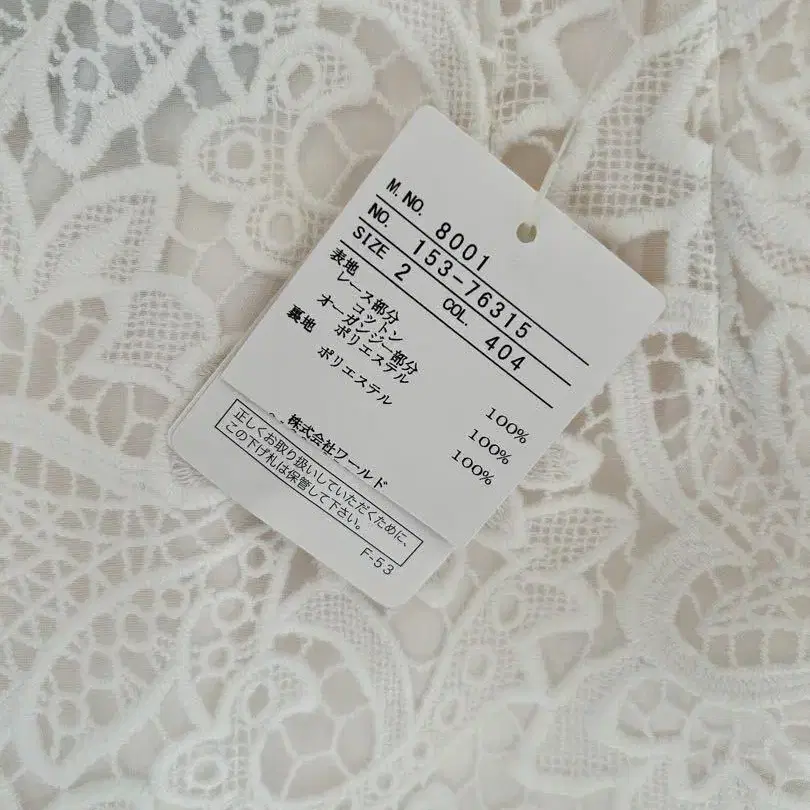 M. NO. 8001
NO. 153-76315
SIZE 2 COL. 404
表地
レース部分
コットン 100%
オーガンジー部分
ポリエステル 100%
裏地 ポリエステル 100%
株式会社ワールド
正しくお取り扱いしていただくために、
この下げ札は保管して下さい。
F-53